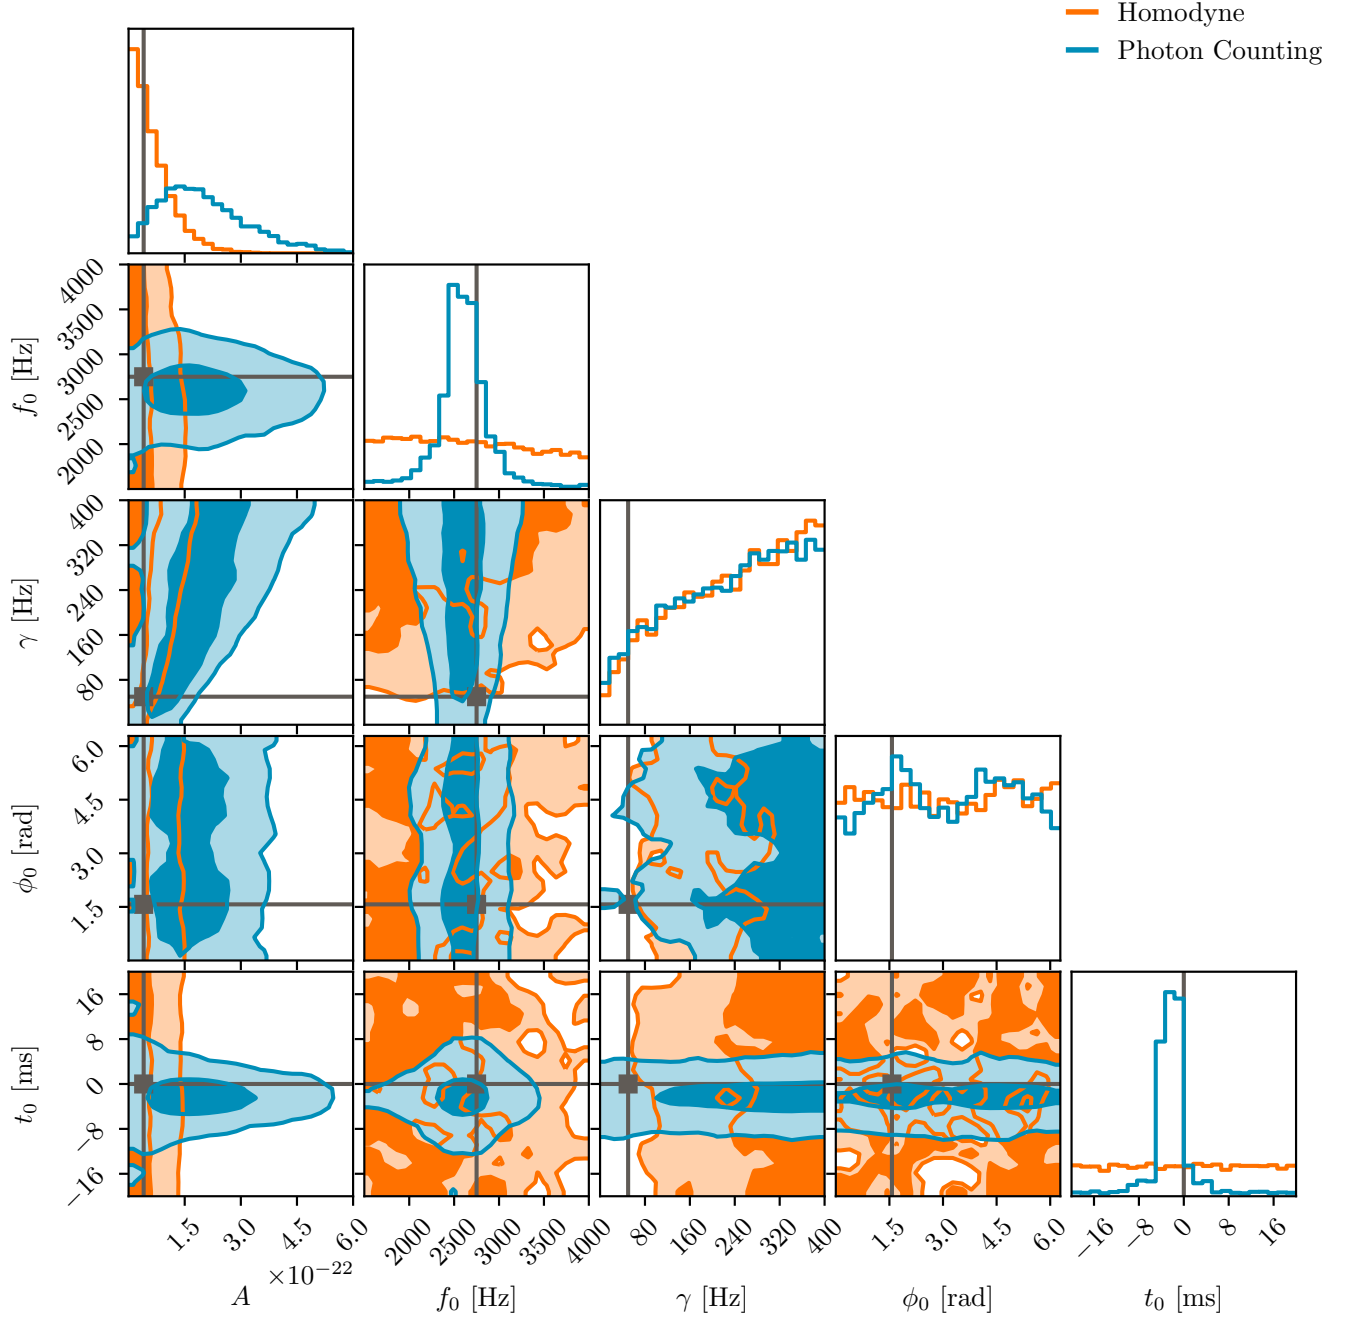 Homodyne
Photon Counting
4000
3500
3000
2500
2000
f₀ [Hz]
400
320
240
160
80
γ [Hz]
6.0
4.5
3.0
1.5
ϕ₀ [rad]
16
8
0
−8
−16
t₀ [ms]
1.5 3.0 4.5 6.0
×10⁻²²
A
2000 2500 3000 3500 4000
f₀ [Hz]
80 160 240 320 400
γ [Hz]
1.5 3.0 4.5 6.0
ϕ₀ [rad]
−16 −8 0 8 16
t₀ [ms]